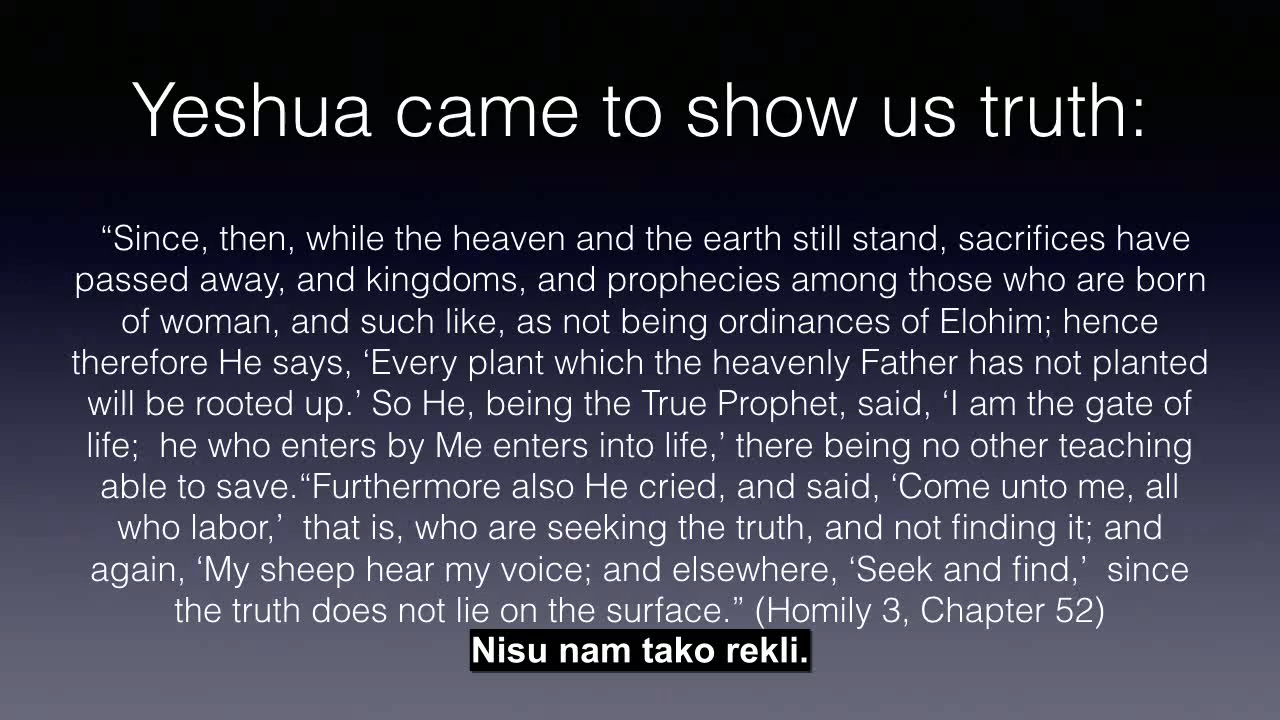 Yeshua came to show us truth:
“Since, then, while the heaven and the earth still stand, sacrifices have
passed away, and kingdoms, and prophecies among those who are born
of woman, and such like, as not being ordinances of Elohim; hence
therefore He says, ‘Every plant which the heavenly Father has not planted
will be rooted up.’ So He, being the True Prophet, said, ‘I am the gate of
life;  he who enters by Me enters into life,’ there being no other teaching
able to save.“Furthermore also He cried, and said, ‘Come unto me, all
who labor,’  that is, who are seeking the truth, and not finding it; and
again, ‘My sheep hear my voice; and elsewhere, ‘Seek and find,’  since
the truth does not lie on the surface.” (Homily 3, Chapter 52)
Nisu nam tako rekli.